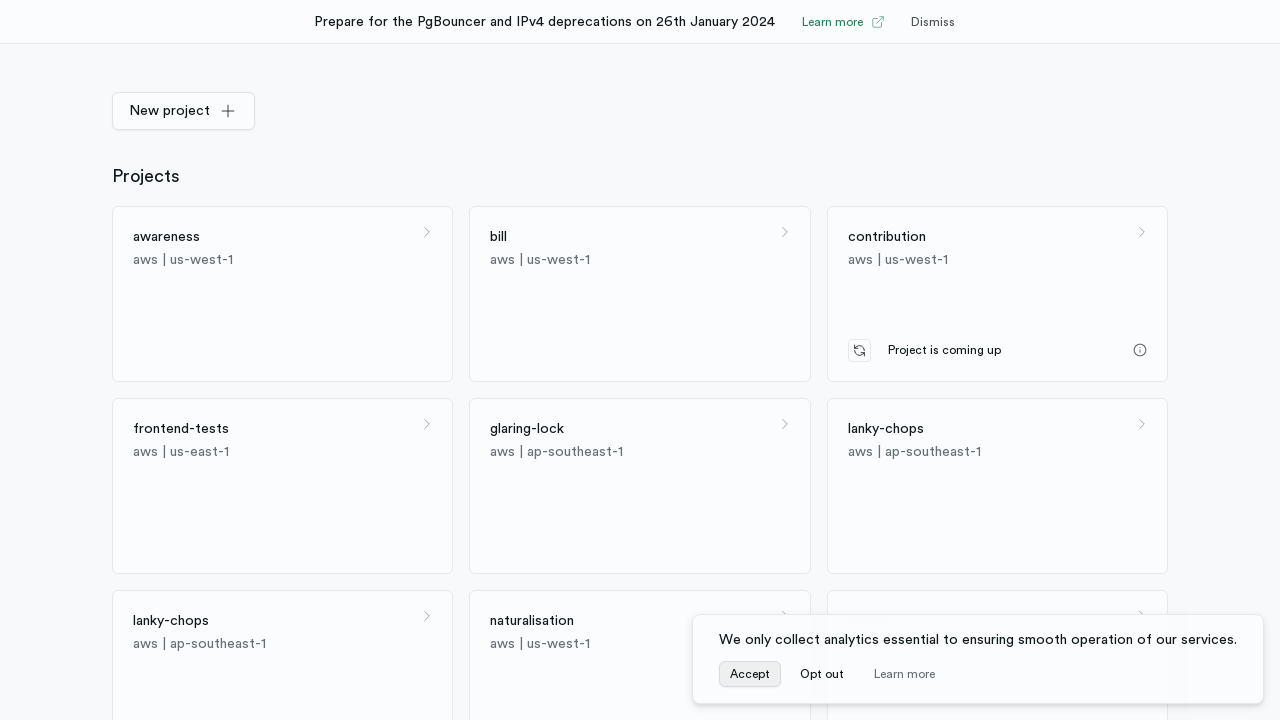 Prepare for the PgBouncer and IPv4 deprecations on 26th January 2024 Learn more Dismiss
New project
Projects
awareness
aws | us-west-1
bill
aws | us-west-1
contribution
aws | us-west-1
Project is coming up
frontend-tests
aws | us-east-1
glaring-lock
aws | ap-southeast-1
lanky-chops
aws | ap-southeast-1
lanky-chops
aws | ap-southeast-1
naturalisation
aws | us-west-1
We only collect analytics essential to ensuring smooth operation of our services.
Accept Opt out Learn more